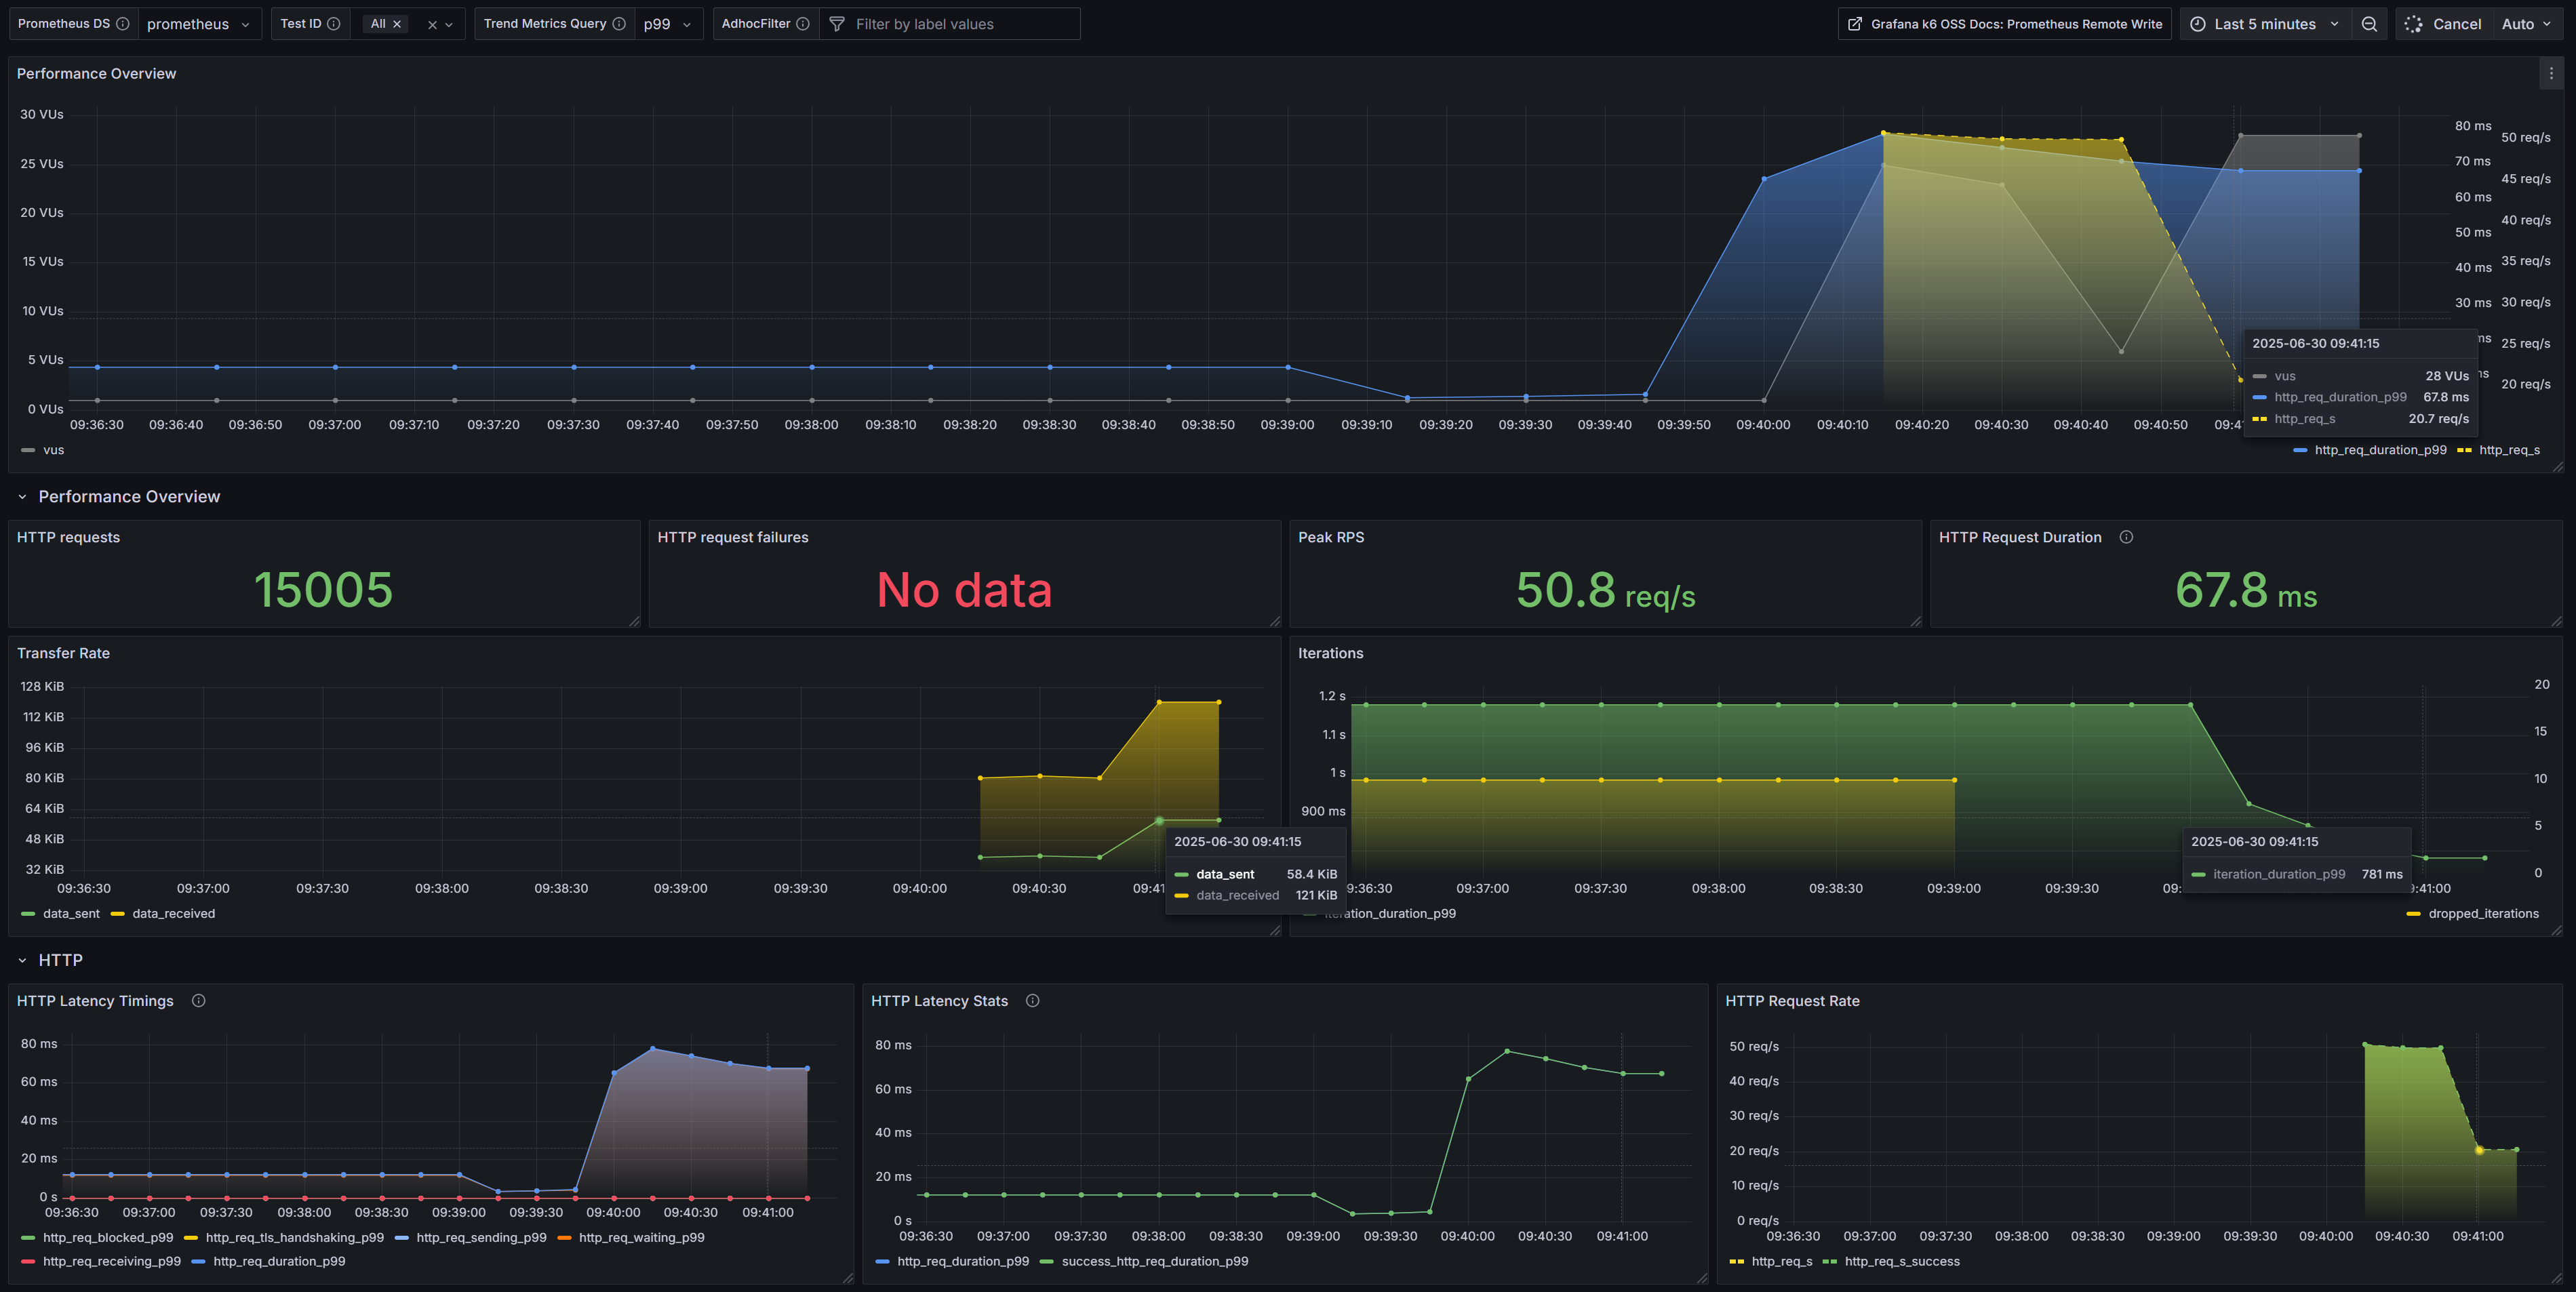 Prometheus DS prometheus Test ID All Trend Metrics Query p99 AdhocFilter Filter by label values Grafana k6 OSS Docs: Prometheus Remote Write Last 5 minutes Cancel Auto
Performance Overview
30 VUs
25 VUs
20 VUs
15 VUs
10 VUs
5 VUs
0 VUs
80 ms
70 ms
60 ms
50 ms
40 ms
30 ms
ms
ms
50 req/s
45 req/s
40 req/s
35 req/s
30 req/s
25 req/s
20 req/s
2025-06-30 09:41:15
vus 28 VUs
http_req_duration_p99 67.8 ms
http_req_s 20.7 req/s
09:36:30 09:36:40 09:36:50 09:37:00 09:37:10 09:37:20 09:37:30 09:37:40 09:37:50 09:38:00 09:38:10 09:38:20 09:38:30 09:38:40 09:38:50 09:39:00 09:39:10 09:39:20 09:39:30 09:39:40 09:39:50 09:40:00 09:40:10 09:40:20 09:40:30 09:40:40 09:40:50 09:4
vus http_req_duration_p99 http_req_s
Performance Overview
HTTP requests
15005
HTTP request failures
No data
Peak RPS
50.8 req/s
HTTP Request Duration
67.8 ms
Transfer Rate
128 KiB
112 KiB
96 KiB
80 KiB
64 KiB
48 KiB
32 KiB
09:36:30 09:37:00 09:37:30 09:38:00 09:38:30 09:39:00 09:39:30 09:40:00 09:40:30 09:41
2025-06-30 09:41:15
data_sent 58.4 KiB
data_received 121 KiB
data_sent data_received
Iterations
1.2 s
1.1 s
1 s
900 ms
20
15
10
5
0
9:36:30 09:37:00 09:37:30 09:38:00 09:38:30 09:39:00 09:39:30 09: 9:41:00
2025-06-30 09:41:15
iteration_duration_p99 781 ms
iteration_duration_p99 dropped_iterations
HTTP
HTTP Latency Timings
80 ms
60 ms
40 ms
20 ms
0 s
09:36:30 09:37:00 09:37:30 09:38:00 09:38:30 09:39:00 09:39:30 09:40:00 09:40:30 09:41:00
http_req_blocked_p99 http_req_tls_handshaking_p99 http_req_sending_p99 http_req_waiting_p99
http_req_receiving_p99 http_req_duration_p99
HTTP Latency Stats
80 ms
60 ms
40 ms
20 ms
0 s
09:36:30 09:37:00 09:37:30 09:38:00 09:38:30 09:39:00 09:39:30 09:40:00 09:40:30 09:41:00
http_req_duration_p99 success_http_req_duration_p99
HTTP Request Rate
50 req/s
40 req/s
30 req/s
20 req/s
10 req/s
0 req/s
09:36:30 09:37:00 09:37:30 09:38:00 09:38:30 09:39:00 09:39:30 09:40:00 09:40:30 09:41:00
http_req_s http_req_s_success